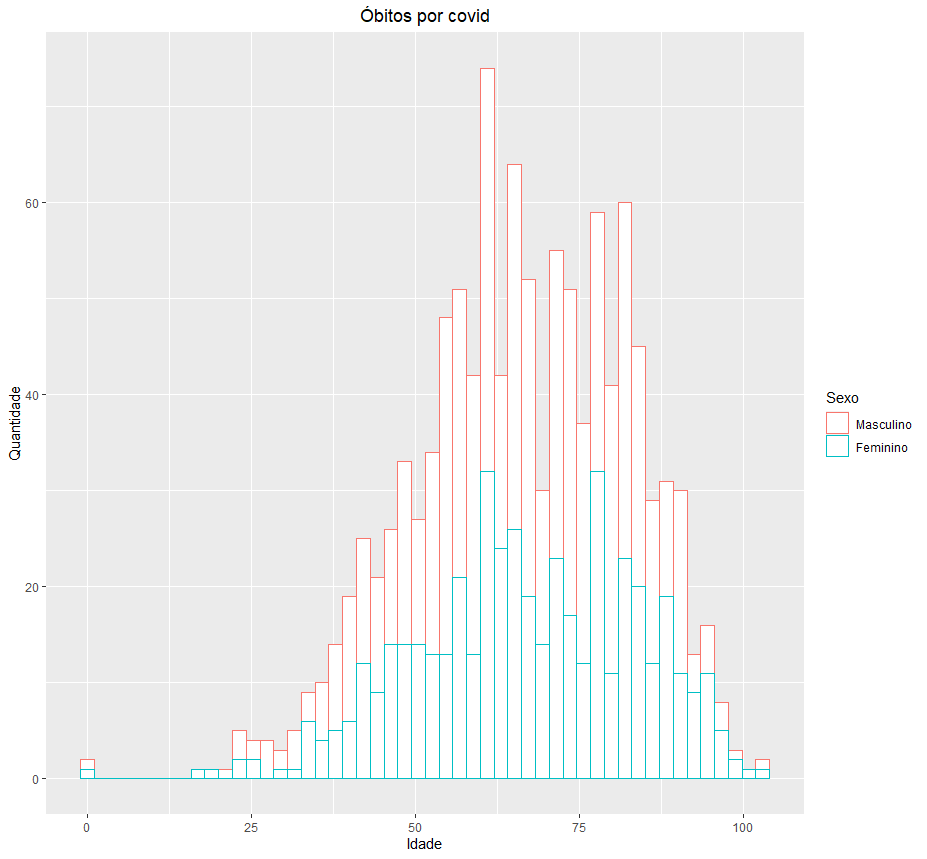 Óbitos por covid
Quantidade
60
40
20
0
0 25 50 75 100
Idade
Sexo
Masculino
Feminino